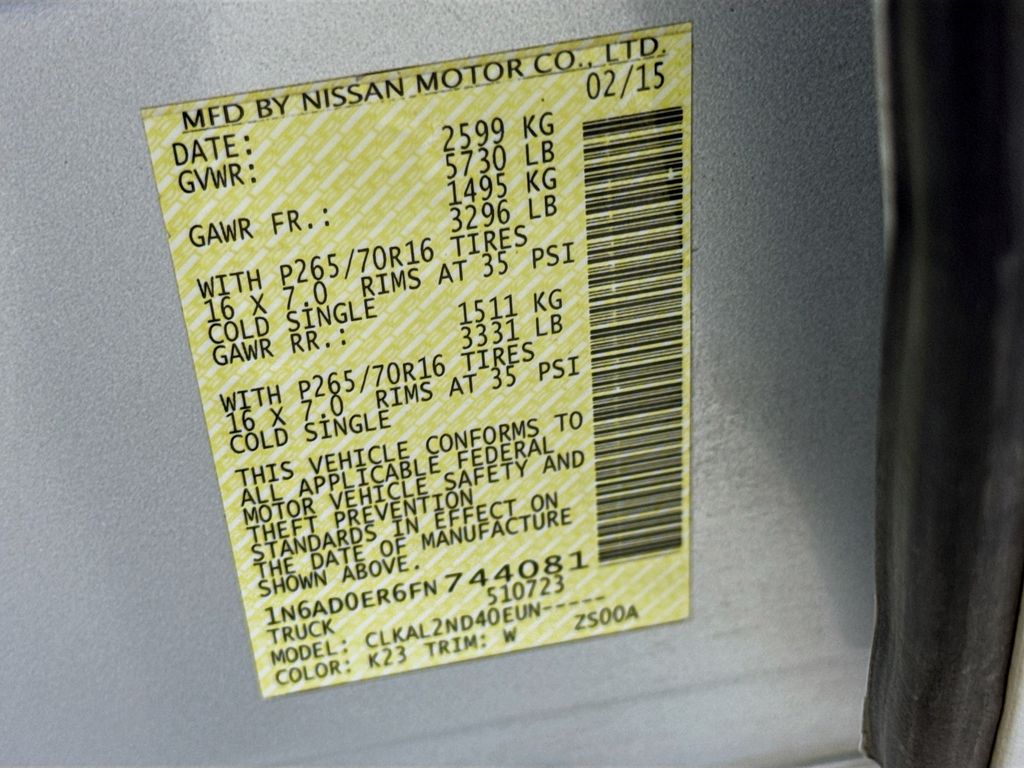 MFD BY NISSAN MOTOR CO., LTD.
DATE: 02/15
GVWR: 2599 KG
5730 LB
GAWR FR.: 1495 KG
3296 LB
WITH P265/70R16 TIRES
16 X 7.0 RIMS AT 35 PSI
COLD SINGLE
GAWR RR.: 1511 KG
3331 LB
WITH P265/70R16 TIRES
16 X 7.0 RIMS AT 35 PSI
COLD SINGLE
THIS VEHICLE CONFORMS TO
ALL APPLICABLE FEDERAL
MOTOR VEHICLE SAFETY AND
THEFT PREVENTION
STANDARDS IN EFFECT ON
THE DATE OF MANUFACTURE
SHOWN ABOVE.
1N6AD0ER6FN744081
TRUCK 510723
MODEL: CLKAL2ND40EUN-----
COLOR: K23 TRIM: W ZS00A